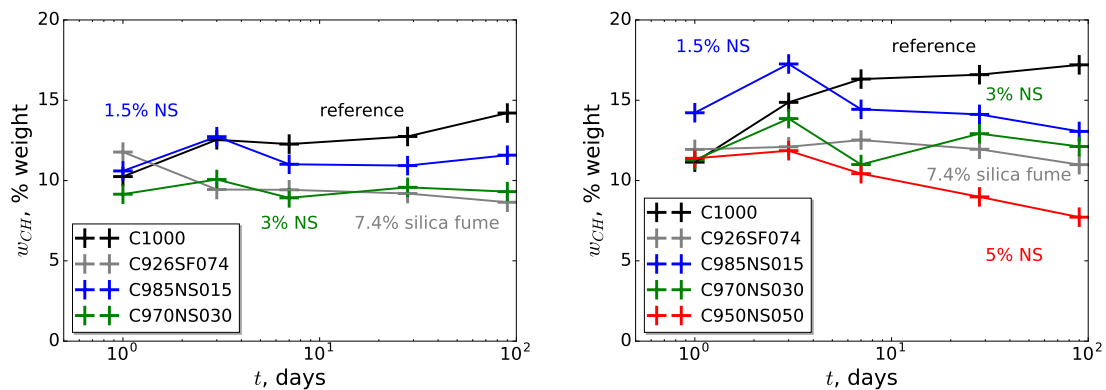 20
15
10
5
0
w_CH, % weight
1.5% NS
reference
3% NS
7.4% silica fume
C1000
C926SF074
C985NS015
C970NS030
10^0
10^1
10^2
t, days
20
15
10
5
0
w_CH, % weight
1.5% NS
reference
3% NS
7.4% silica fume
5% NS
C1000
C926SF074
C985NS015
C970NS030
C950NS050
10^0
10^1
10^2
t, days